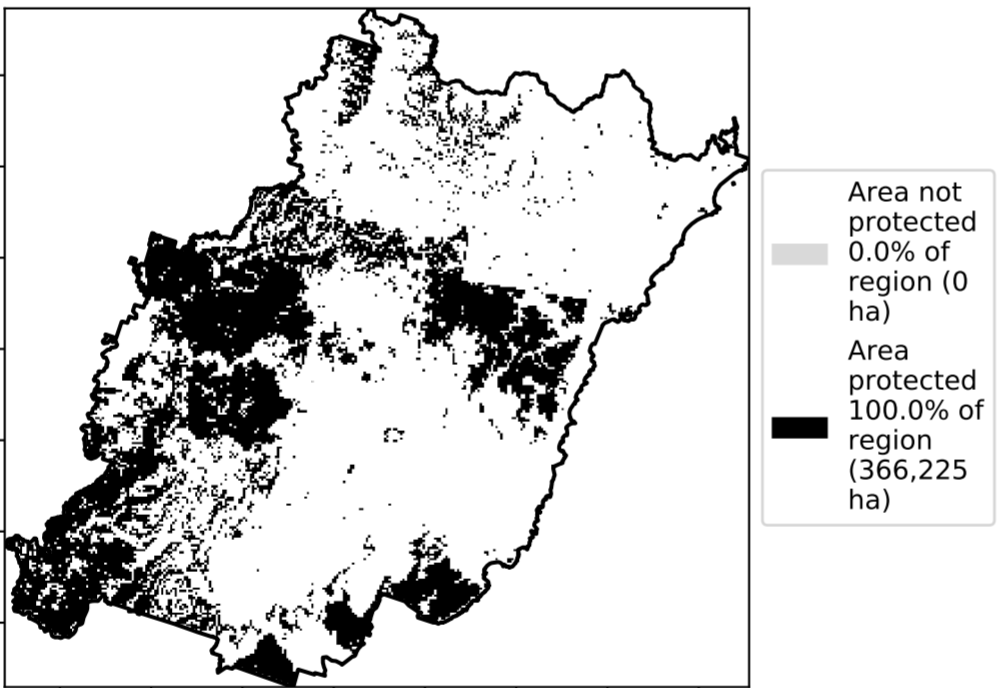 Area not
protected
0.0% of
region (0
ha)
Area
protected
100.0% of
region
(366,225
ha)